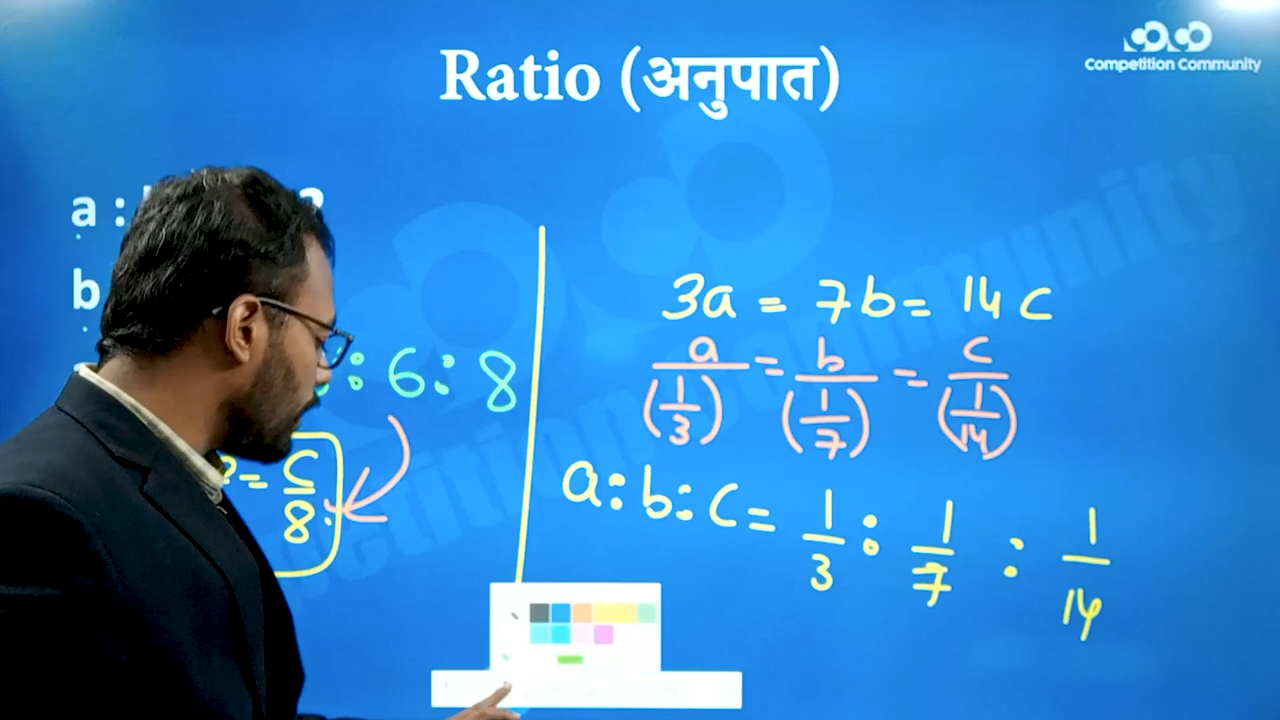 Ratio (अनुपात)
Competition Community
a :
b
: 6 : 8
= c/8
3a = 7b = 14c
a/(1/3) = b/(1/7) = c/(1/14)
a : b : c = 1/3 : 1/7 : 1/14